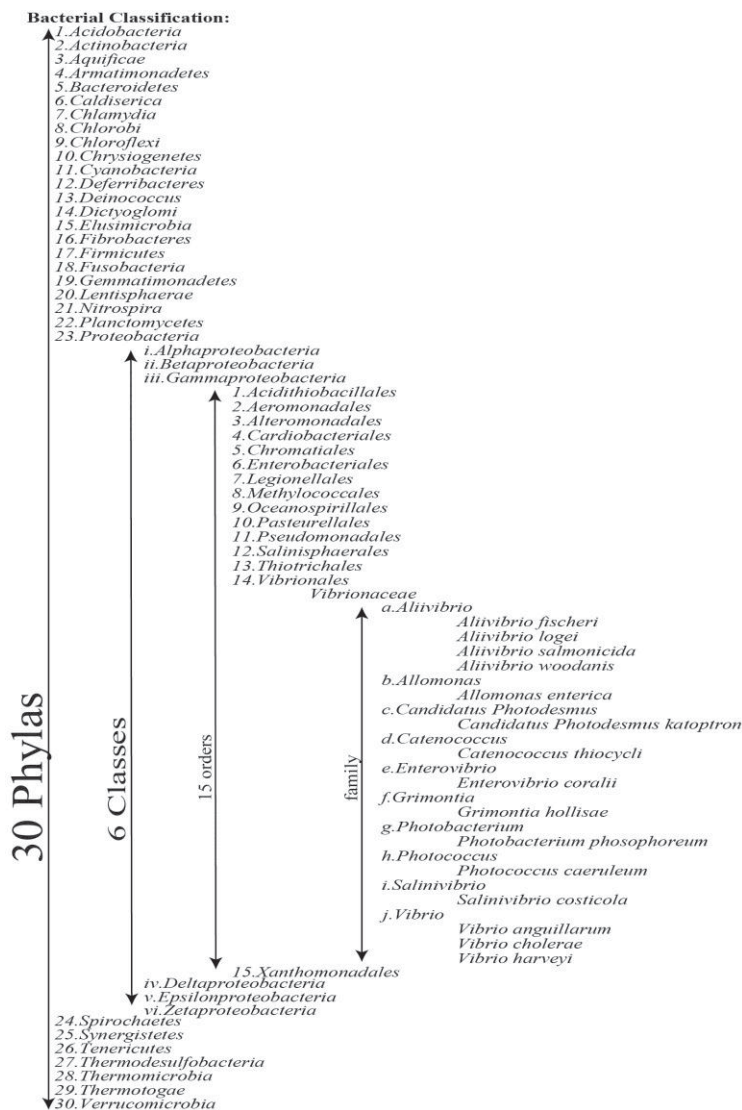 Bacterial Classification:
1.Acidobacteria
2.Actinobacteria
3.Aquificae
4.Armatimonadetes
5.Bacteroidetes
6.Caldiserica
7.Chlamydia
8.Chlorobi
9.Chloroflexi
10.Chrysiogenetes
11.Cyanobacteria
12.Deferribacteres
13.Deinococcus
14.Dictyoglomi
15.Elusimicrobia
16.Fibrobacteres
17.Firmicutes
18.Fusobacteria
19.Gemmatimonadetes
20.Lentisphaerae
21.Nitrospira
22.Planctomycetes
23.Proteobacteria
i.Alphaproteobacteria
ii.Betaproteobacteria
iii.Gammaproteobacteria
1.Acidithiobacillales
2.Aeromonadales
3.Alteromonadales
4.Cardiobacteriales
5.Chromatiales
6.Enterobacteriales
7.Legionellales
8.Methylococcales
9.Oceanospirillales
10.Pasteurellales
11.Pseudomonadales
12.Salinisphaerales
13.Thiotrichales
14.Vibrionales
Vibrionaceae
a.Aliivibrio
Aliivibrio fischeri
Aliivibrio logei
Aliivibrio salmonicida
Aliivibrio woodanis
b.Allomonas
Allomonas enterica
c.Candidatus Photodesmus
Candidatus Photodesmus katoptron
d.Catenococcus
Catenococcus thiocycli
e.Enterovibrio
Enterovibrio coralii
f.Grimontia
Grimontia hollisae
g.Photobacterium
Photobacterium phosophoreum
h.Photococcus
Photococcus caeruleum
i.Salinivibrio
Salinivibrio costicola
j.Vibrio
Vibrio anguillarum
Vibrio cholerae
Vibrio harveyi
15.Xanthomonadales
iv.Deltaproteobacteria
v.Epsilonproteobacteria
vi.Zetaproteobacteria
24.Spirochaetes
25.Synergistetes
26.Tenericutes
27.Thermodesulfobacteria
28.Thermomicrobia
29.Thermotogae
30.Verrucomicrobia
30 Phylas
6 Classes
15 orders
family